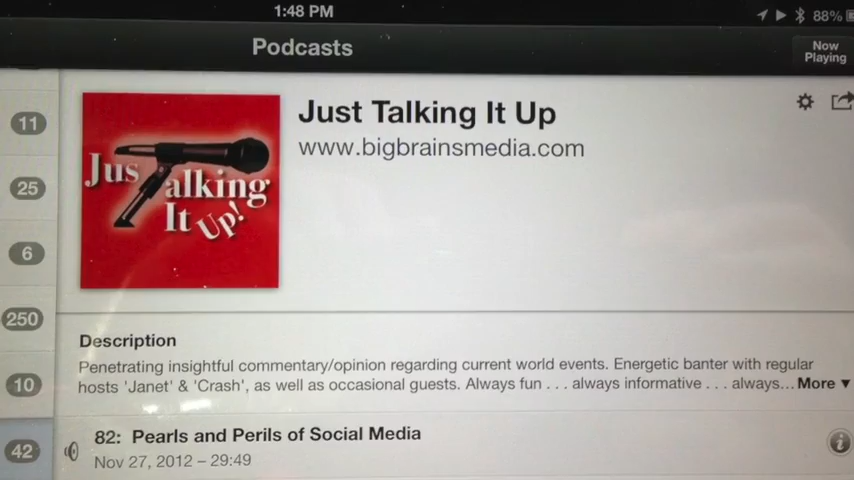 1:48 PM
88%
Podcasts
Now
Playing
11
Just Talking It Up
www.bigbrainsmedia.com
Jus alking
It Up!
25
6
250
Description
Penetrating insightful commentary/opinion regarding current world events. Energetic banter with regular
hosts 'Janet' & 'Crash', as well as occasional guests. Always fun . . . always informative . . . always... More
10
82: Pearls and Perils of Social Media
Nov 27, 2012 – 29:49
42